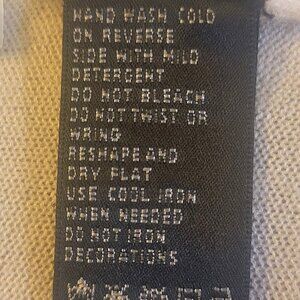 HAND WASH COLD
ON REVERSE
SIDE WITH MILD
DETERGENT
DO NOT BLEACH
DO NOT TWIST OR
WRING
RESHAPE AND
DRY FLAT
USE COOL IRON
WHEN NEEDED
DO NOT IRON
DECORATIONS